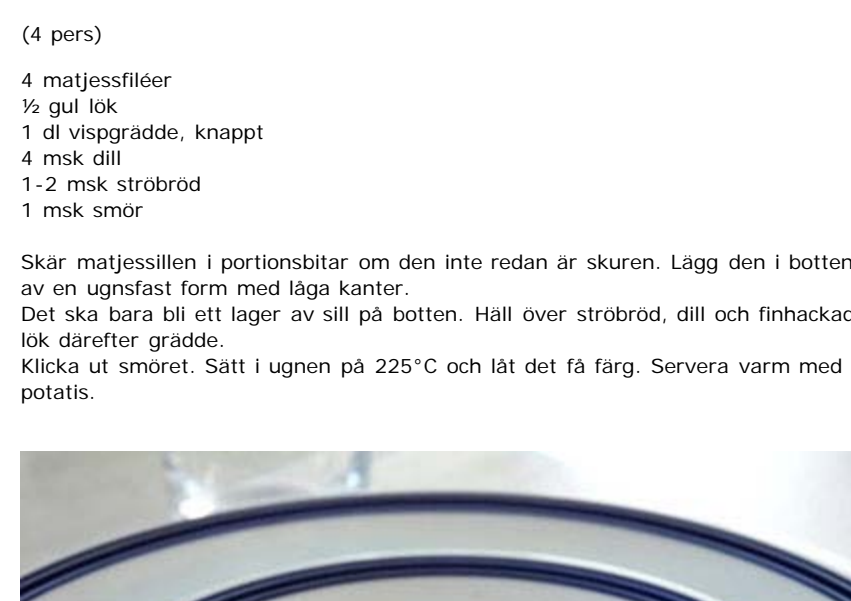 (4 pers)
4 matjessfiléer
½ gul lök
1 dl vispgrädde, knappt
4 msk dill
1-2 msk ströbröd
1 msk smör
Skär matjessillen i portionsbitar om den inte redan är skuren. Lägg den i botten
av en ugnsfast form med låga kanter.
Det ska bara bli ett lager av sill på botten. Häll över ströbröd, dill och finhackad
lök därefter grädde.
Klicka ut smöret. Sätt i ugnen på 225°C och låt det få färg. Servera varm med
potatis.